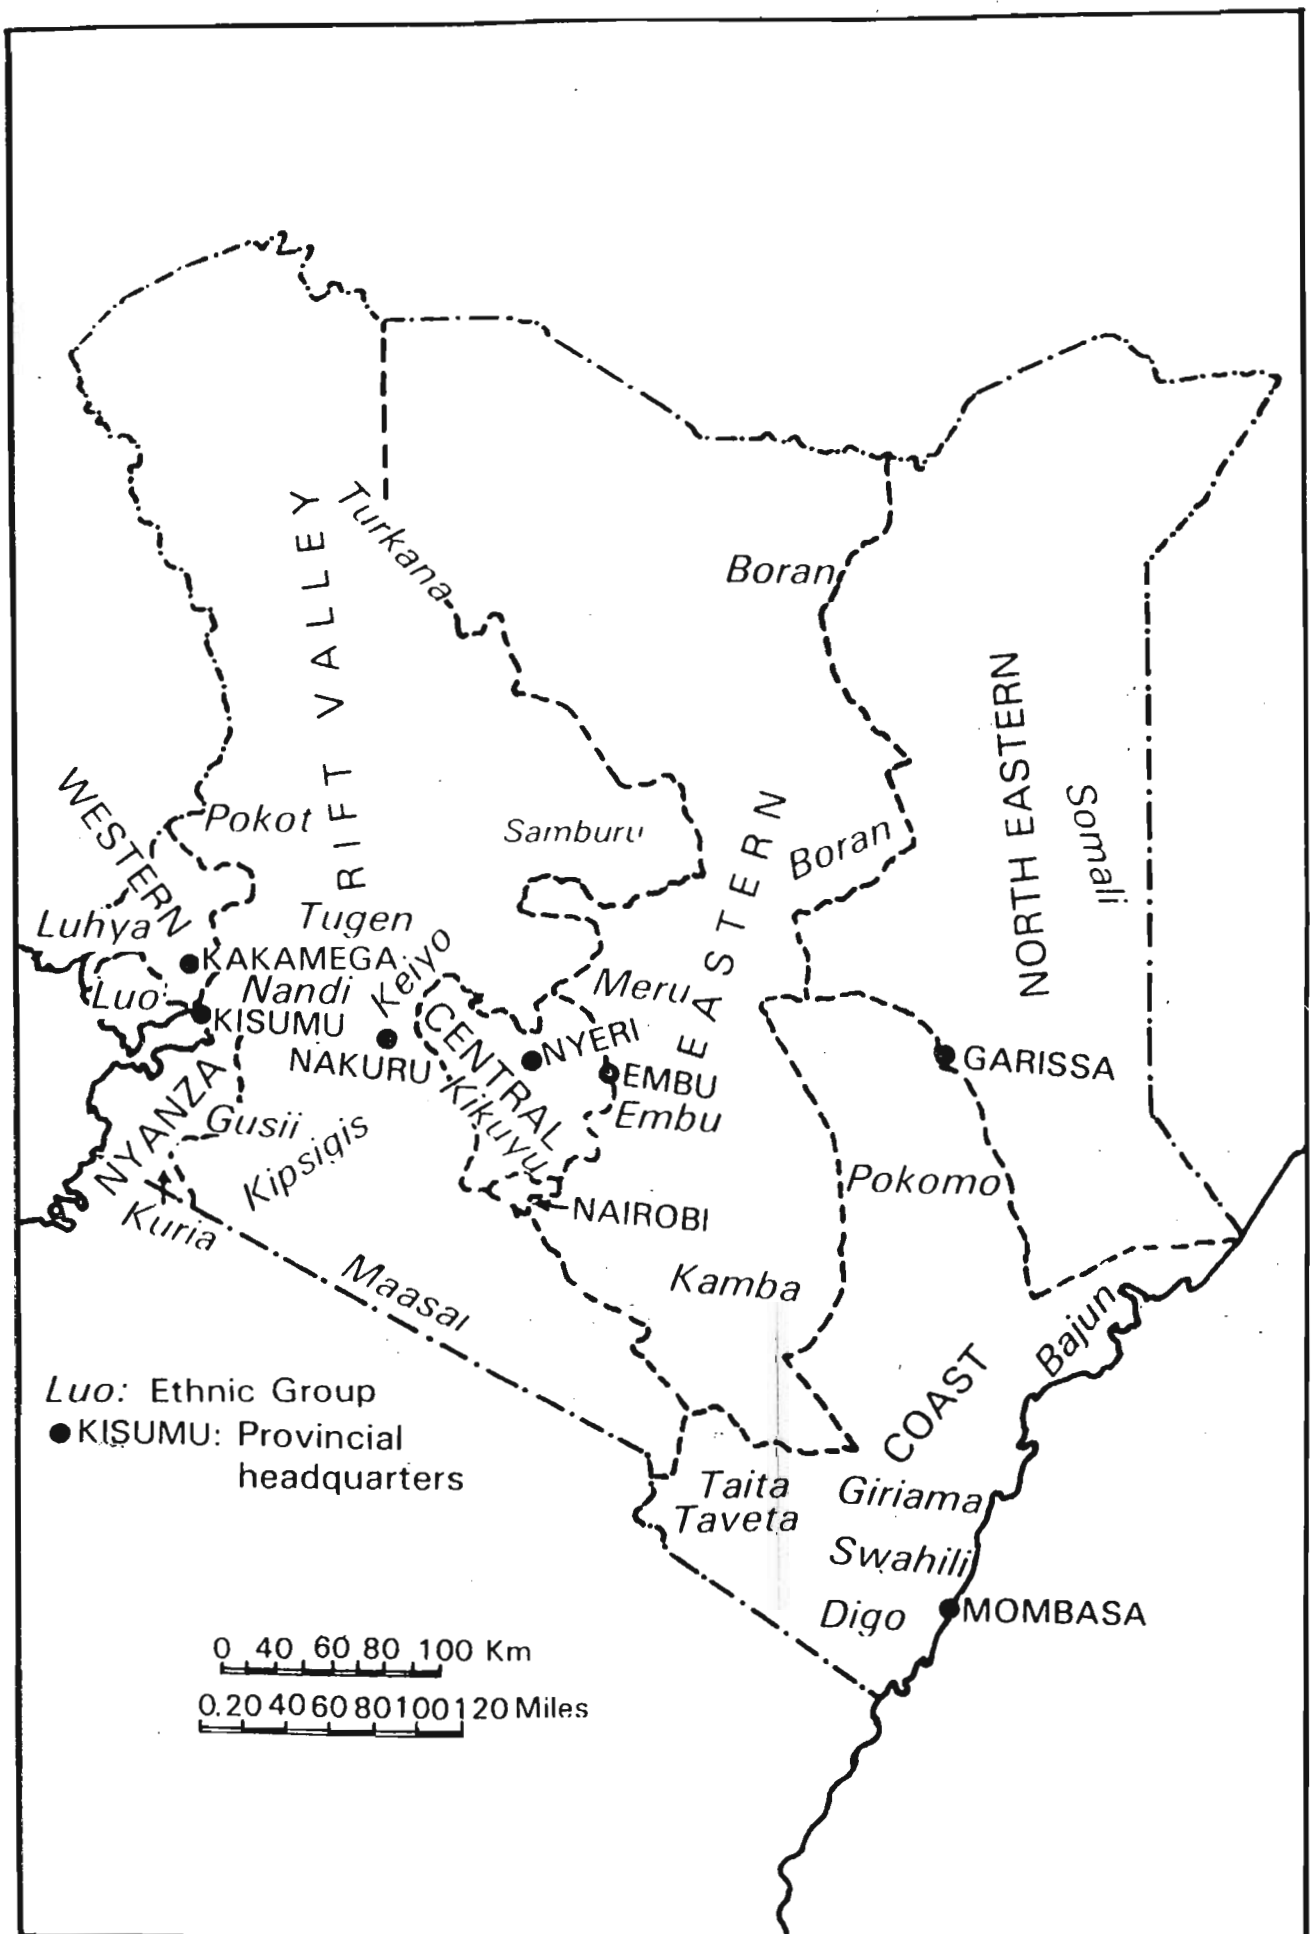 Turkana
RIFT VALLEY
Boran
NORTH EASTERN
Somali
WESTERN
Pokot
Samburu
EASTERN
Boran
Luhya
Tugen
KAKAMEGA
Keiyo
Luo
Nandi
Meru
KISUMU
CENTRAL
NYERI
NAKURU
EMBU
GARISSA
NYANZA
Kikuyu
Embu
Gusii
Kipsigis
Pokomo
Kuria
NAIROBI
Maasai
Kamba
Bajun
COAST
Luo: Ethnic Group
KISUMU: Provincial
headquarters
Taita
Taveta
Giriama
Swahili
Digo
MOMBASA
0 40 60 80 100 Km
0.20 40 60 80 100 120 Miles